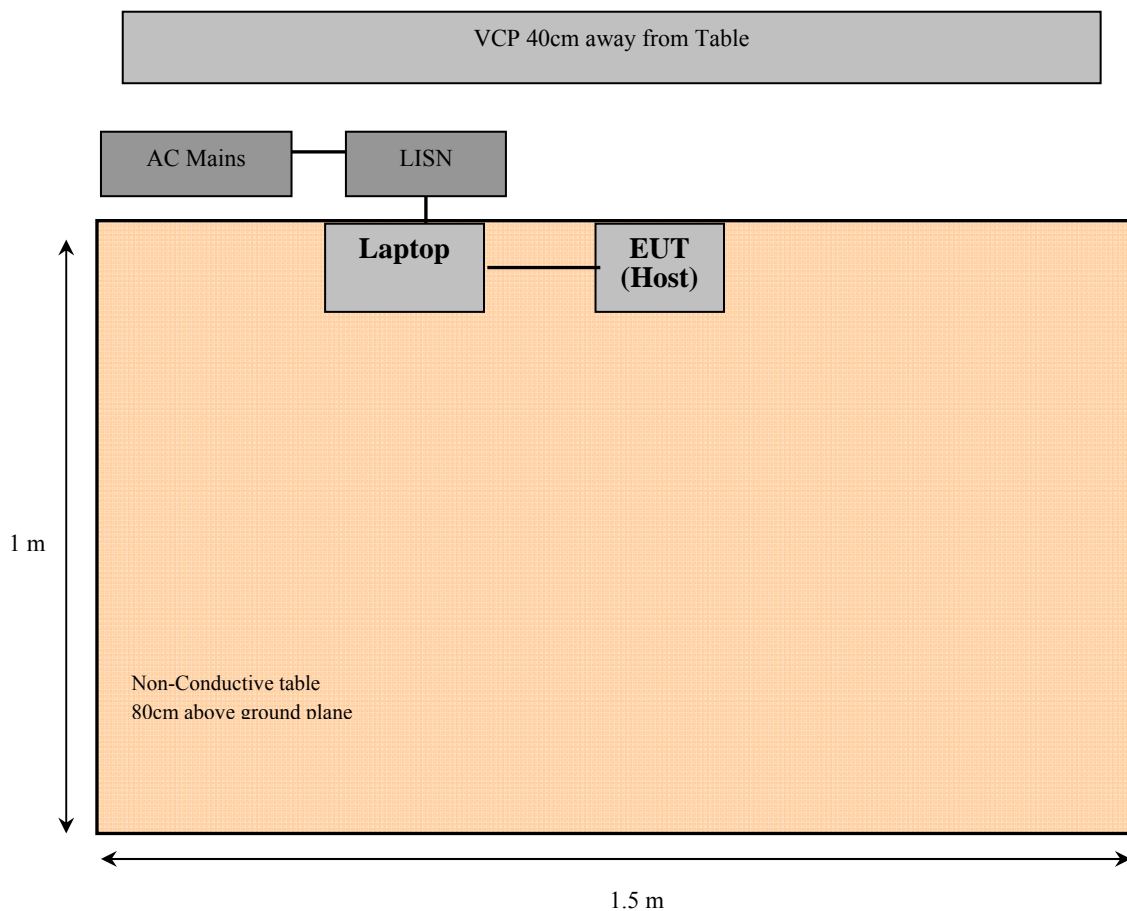 VCP 40cm away from Table
AC Mains
LISN
Laptop
EUT
(Host)
1 m
Non-Conductive table
80cm above ground plane
1.5 m